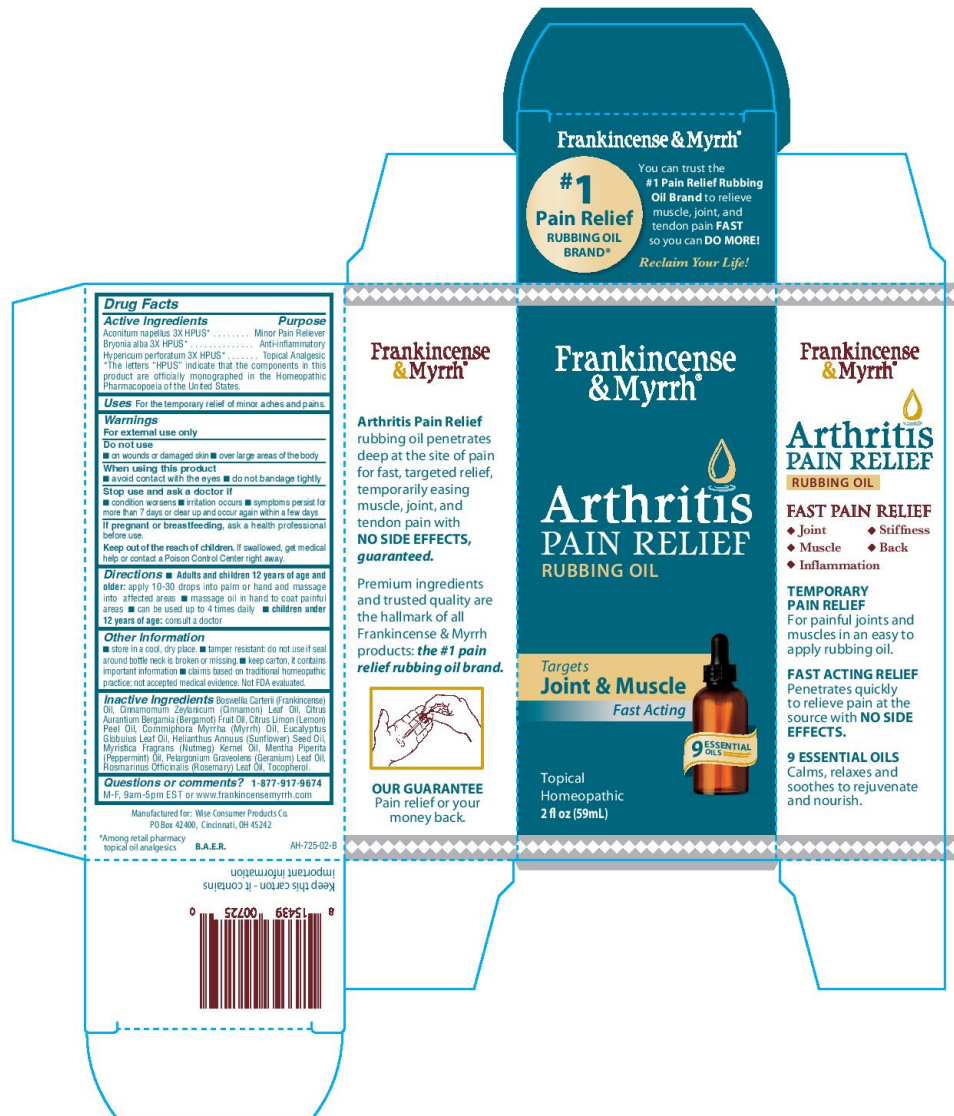 Frankincense & Myrrh®
#1
Pain Relief
RUBBING OIL
BRAND*
You can trust the
#1 Pain Relief Rubbing
Oil Brand to relieve
muscle, joint, and
tendon pain FAST
so you can DO MORE!
Reclaim Your Life!
Drug Facts
Active Ingredients Purpose
Aconitum napellus 3X HPUS* . . . . . . . . Minor Pain Reliever
Bryonia alba 3X HPUS* . . . . . . . . . . . . . Anti-inflammatory
Hypericum perforatum 3X HPUS* . . . . . . . Topical Analgesic
*The letters "HPUS" indicate that the components in this
product are officially monographed in the Homeopathic
Pharmacopoeia of the United States.
Uses For the temporary relief of minor aches and pains.
Warnings
For external use only
Do not use
■ on wounds or damaged skin ■ over large areas of the body
When using this product
■ avoid contact with the eyes ■ do not bandage tightly
Stop use and ask a doctor if
■ condition worsens ■ irritation occurs ■ symptoms persist for
more than 7 days or clear up and occur again within a few days
If pregnant or breastfeeding, ask a health professional
before use.
Keep out of the reach of children. If swallowed, get medical
help or contact a Poison Control Center right away.
Directions ■ Adults and children 12 years of age and
older: apply 10-30 drops into palm or hand and massage
into affected areas ■ massage oil in hand to coat painful
areas ■ can be used up to 4 times daily ■ children under
12 years of age: consult a doctor
Other Information
■ store in a cool, dry place. ■ tamper resistant: do not use if seal
around bottle neck is broken or missing. ■ keep carton, it contains
important information ■ claims based on traditional homeopathic
practice; not accepted medical evidence. Not FDA evaluated.
Inactive Ingredients Boswellia Carterii (Frankincense)
Oil, Cinnamomum Zeylanicum (Cinnamon) Leaf Oil, Citrus
Aurantium Bergamia (Bergamot) Fruit Oil, Citrus Limon (Lemon)
Peel Oil, Commiphora Myrrha (Myrrh) Oil, Eucalyptus
Globulus Leaf Oil, Helianthus Annuus (Sunflower) Seed Oil,
Myristica Fragrans (Nutmeg) Kernel Oil, Mentha Piperita
(Peppermint) Oil, Pelargonium Graveolens (Geranium) Leaf Oil,
Rosmarinus Officinalis (Rosemary) Leaf Oil, Tocopherol.
Questions or comments? 1-877-917-9674
M-F, 9am-5pm EST or www.frankincensemyrrh.com
Manufactured for: Wise Consumer Products Co.
PO Box 42400, Cincinnati, OH 45242
*Among retail pharmacy
topical oil analgesics B.A.E.R. AH-725-02-B
Keep this carton - it contains
important information
8 15439 00725 0
Frankincense
&Myrrh®
Arthritis Pain Relief
rubbing oil penetrates
deep at the site of pain
for fast, targeted relief,
temporarily easing
muscle, joint, and
tendon pain with
NO SIDE EFFECTS,
guaranteed.
Premium ingredients
and trusted quality are
the hallmark of all
Frankincense & Myrrh
products: the #1 pain
relief rubbing oil brand.
OUR GUARANTEE
Pain relief or your
money back.
Frankincense
&Myrrh®
Arthritis
PAIN RELIEF
RUBBING OIL
Targets
Joint & Muscle
Fast Acting
9 ESSENTIAL
OILS
Topical
Homeopathic
2 fl oz (59mL)
Frankincense
&Myrrh®
Arthritis
PAIN RELIEF
RUBBING OIL
FAST PAIN RELIEF
◆ Joint ◆ Stiffness
◆ Muscle ◆ Back
◆ Inflammation
TEMPORARY
PAIN RELIEF
For painful joints and
muscles in an easy to
apply rubbing oil.
FAST ACTING RELIEF
Penetrates quickly
to relieve pain at the
source with NO SIDE
EFFECTS.
9 ESSENTIAL OILS
Calms, relaxes and
soothes to rejuvenate
and nourish.